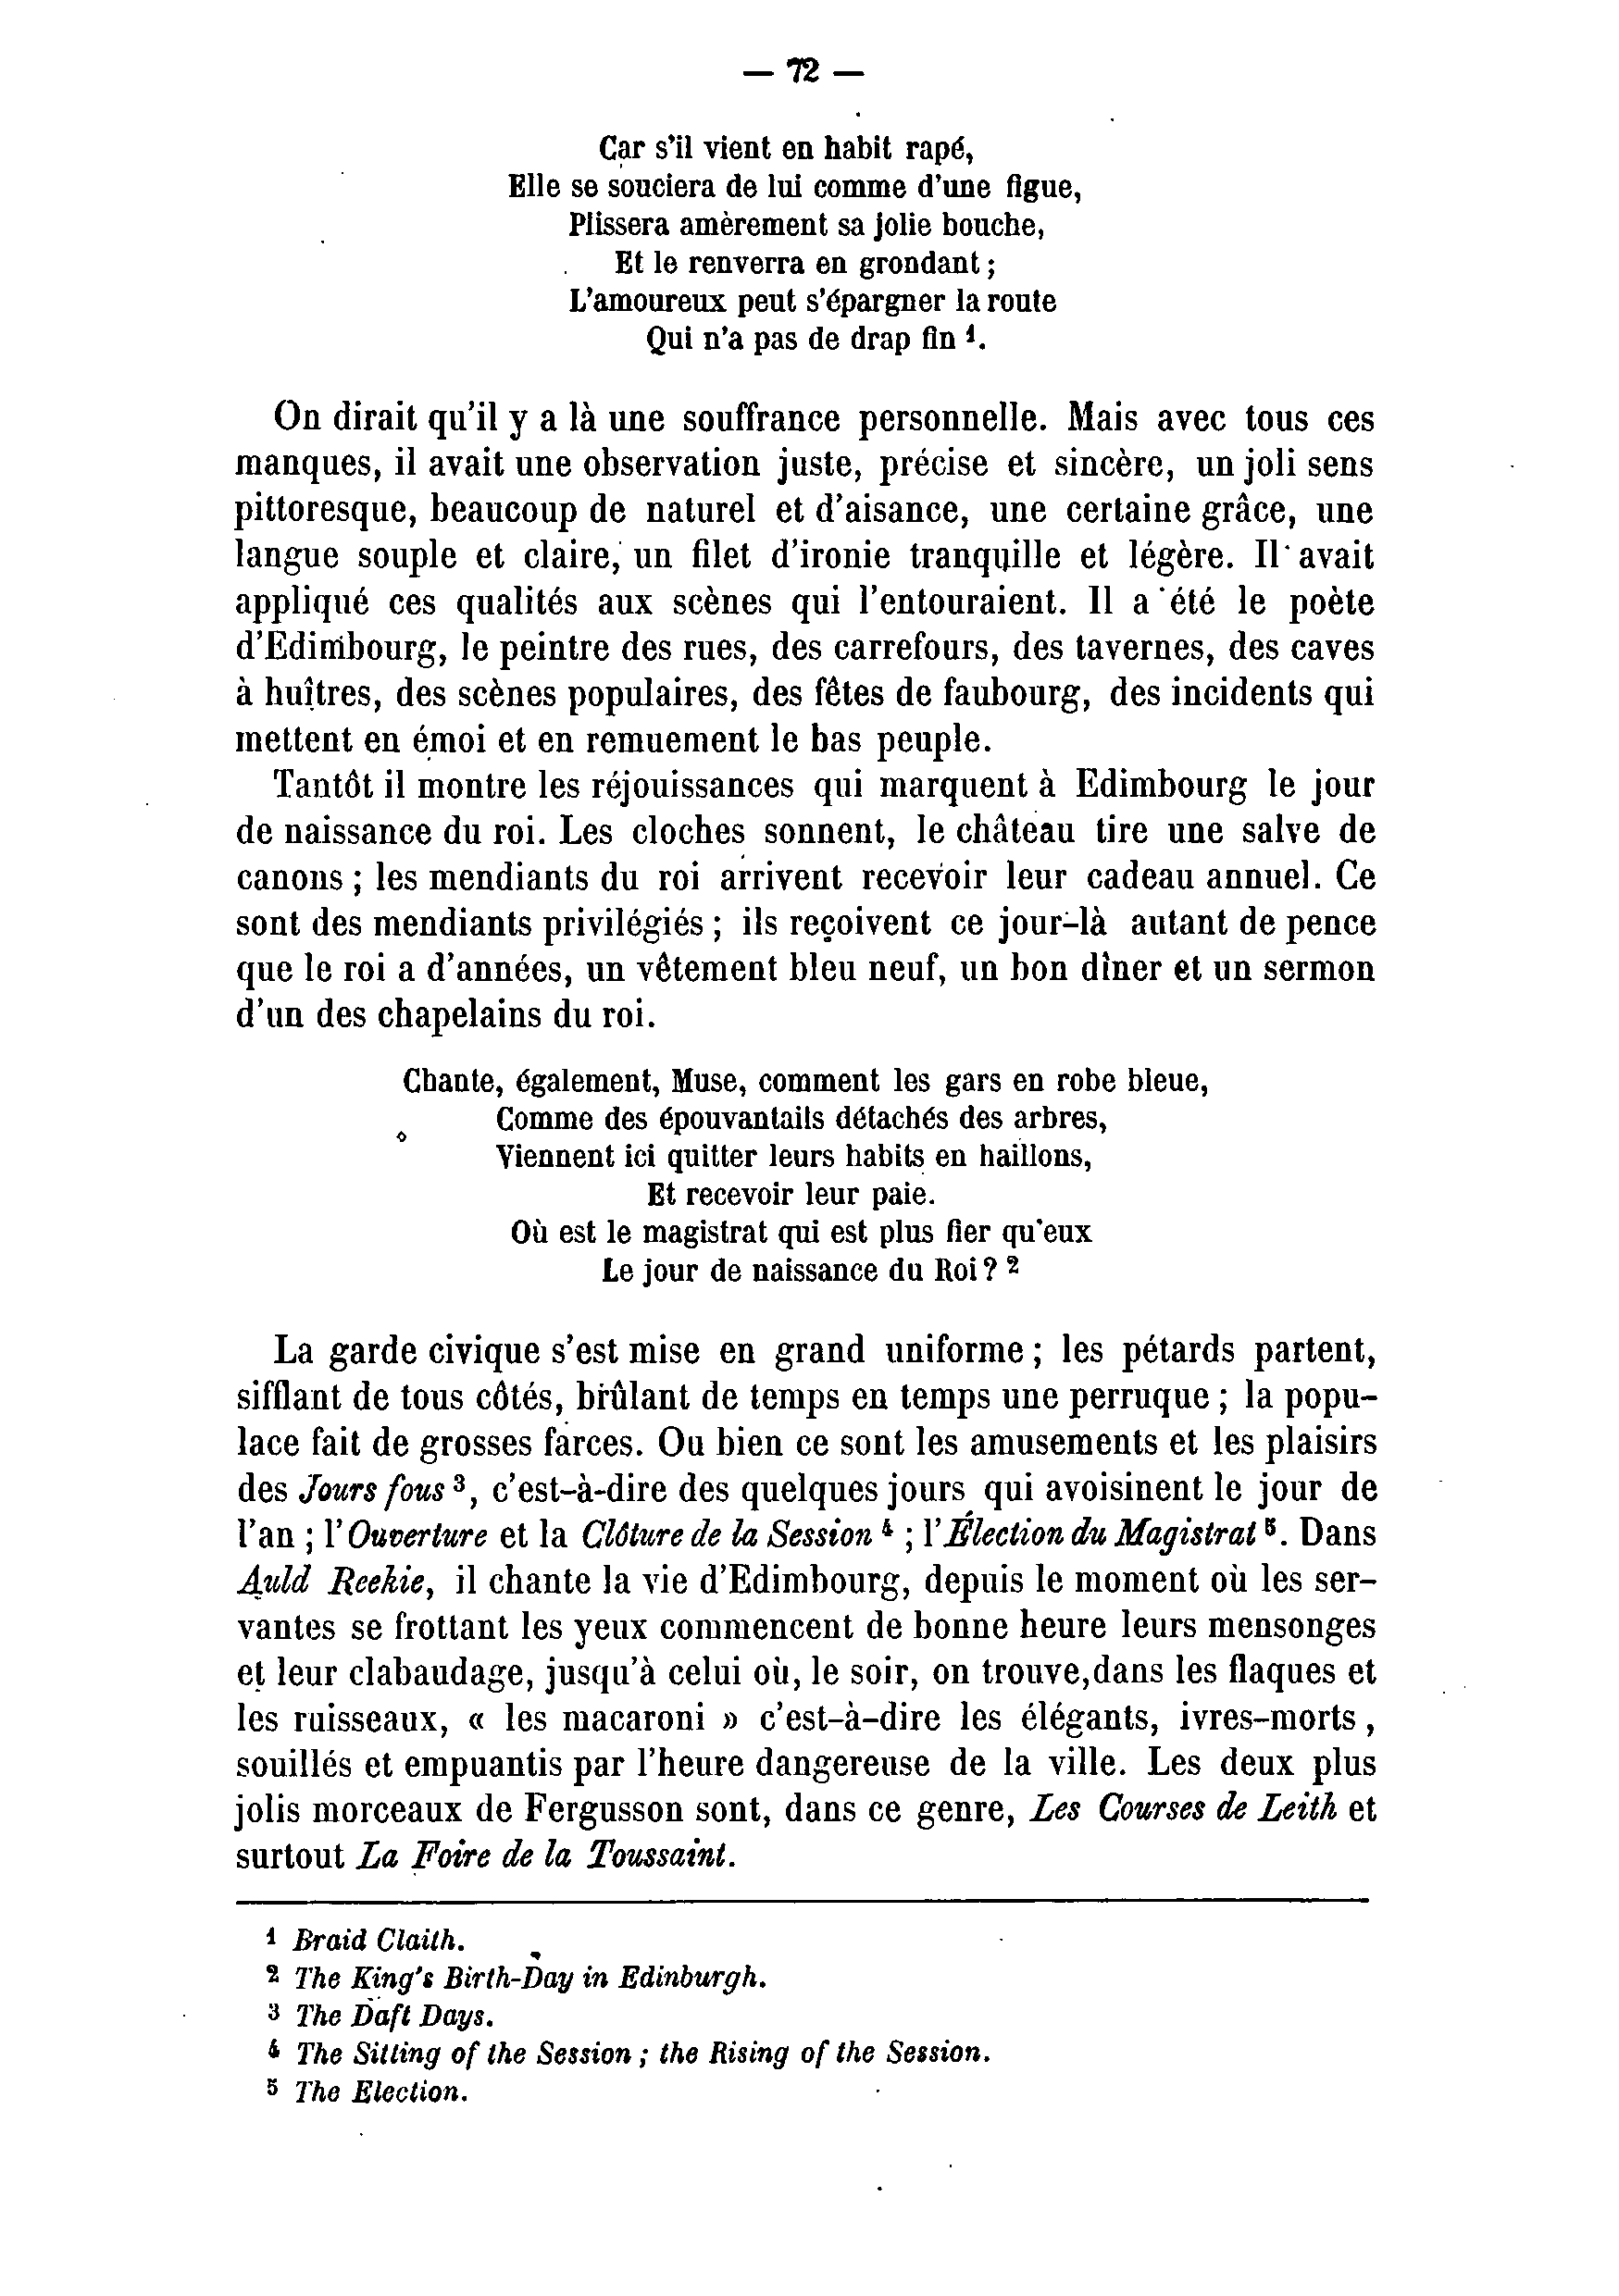 — 72 —
Car s'il vient en habit rapé,
Elle se souciera de lui comme d'une figue,
Plissera amèrement sa jolie bouche,
Et le renverra en grondant ;
L'amoureux peut s'épargner la route
Qui n'a pas de drap fin ¹.
On dirait qu'il y a là une souffrance personnelle. Mais avec tous ces
manques, il avait une observation juste, précise et sincère, un joli sens
pittoresque, beaucoup de naturel et d'aisance, une certaine grâce, une
langue souple et claire, un filet d'ironie tranquille et légère. Il avait
appliqué ces qualités aux scènes qui l'entouraient. Il a été le poète
d'Edimbourg, le peintre des rues, des carrefours, des tavernes, des caves
à huîtres, des scènes populaires, des fêtes de faubourg, des incidents qui
mettent en émoi et en remuement le bas peuple.
Tantôt il montre les réjouissances qui marquent à Edimbourg le jour
de naissance du roi. Les cloches sonnent, le château tire une salve de
canons ; les mendiants du roi arrivent recevoir leur cadeau annuel. Ce
sont des mendiants privilégiés ; ils reçoivent ce jour-là autant de pence
que le roi a d'années, un vêtement bleu neuf, un bon dîner et un sermon
d'un des chapelains du roi.
Chante, également, Muse, comment les gars en robe bleue,
Comme des épouvantails détachés des arbres,
Viennent ici quitter leurs habits en haillons,
Et recevoir leur paie.
Où est le magistrat qui est plus fier qu'eux
Le jour de naissance du Roi ? ²
La garde civique s'est mise en grand uniforme ; les pétards partent,
sifflant de tous côtés, brûlant de temps en temps une perruque ; la popu-
lace fait de grosses farces. Ou bien ce sont les amusements et les plaisirs
des Jours fous ³, c'est-à-dire des quelques jours qui avoisinent le jour de
l'an ; l'Ouverture et la Clôture de la Session ⁴ ; l'Élection du Magistrat ⁵. Dans
Auld Reekie, il chante la vie d'Edimbourg, depuis le moment où les ser-
vantes se frottant les yeux commencent de bonne heure leurs mensonges
et leur clabaudage, jusqu'à celui où, le soir, on trouve,dans les flaques et
les ruisseaux, « les macaroni » c'est-à-dire les élégants, ivres-morts ,
souillés et empuantis par l'heure dangereuse de la ville. Les deux plus
jolis morceaux de Fergusson sont, dans ce genre, Les Courses de Leith et
surtout La Foire de la Toussaint.
¹ Braid Claith.
² The King's Birth-Day in Edinburgh.
³ The Daft Days.
⁴ The Sitting of the Session ; the Rising of the Session.
⁵ The Election.